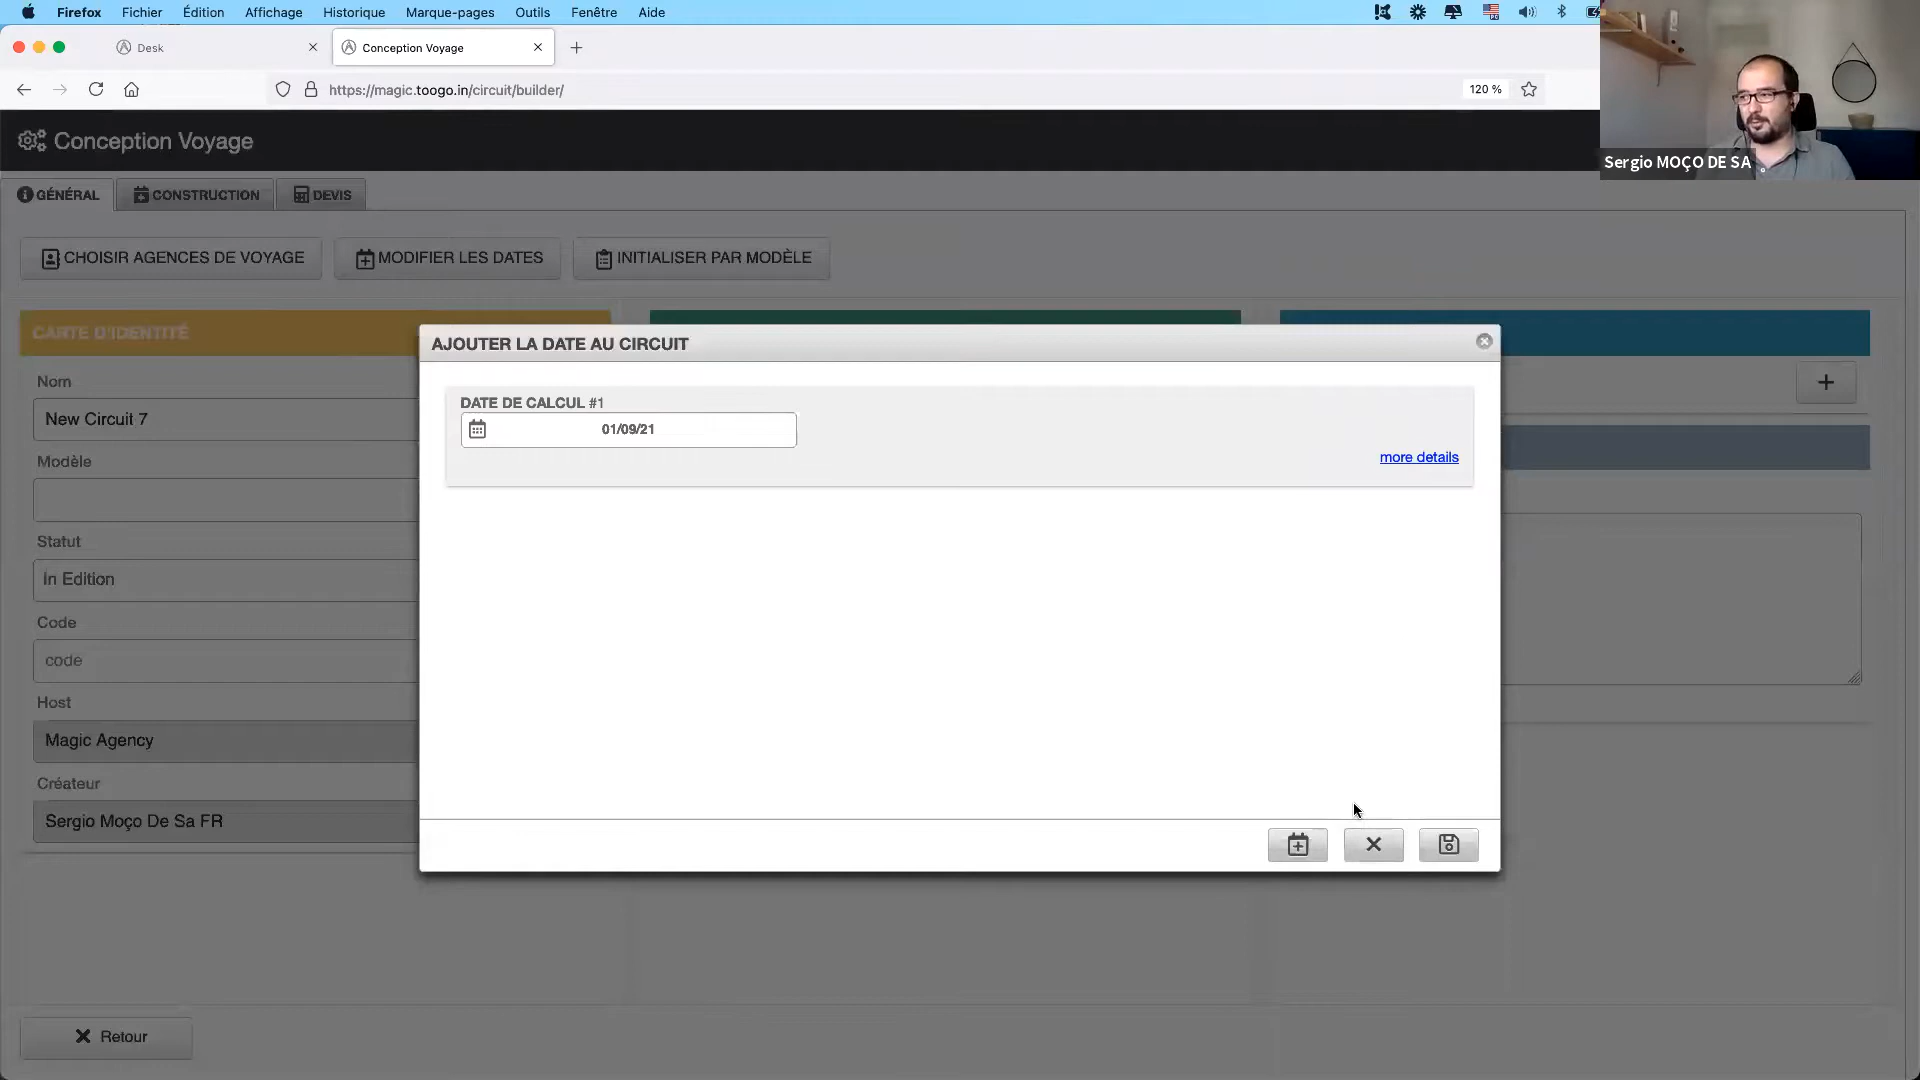 Firefox Fichier Édition Affichage Historique Marque-pages Outils Fenêtre Aide
Desk
Conception Voyage
https://magic.toogo.in/circuit/builder/
120 %
Sergio MOÇO DE SA
Conception Voyage
GÉNÉRAL
CONSTRUCTION
DEVIS
CHOISIR AGENCES DE VOYAGE
MODIFIER LES DATES
INITIALISER PAR MODÈLE
CARTE D'IDENTITÉ
Nom
New Circuit 7
Modèle
Statut
In Edition
Code
code
Host
Magic Agency
Créateur
Sergio Moço De Sa FR
AJOUTER LA DATE AU CIRCUIT
DATE DE CALCUL #1
01/09/21
more details
Retour